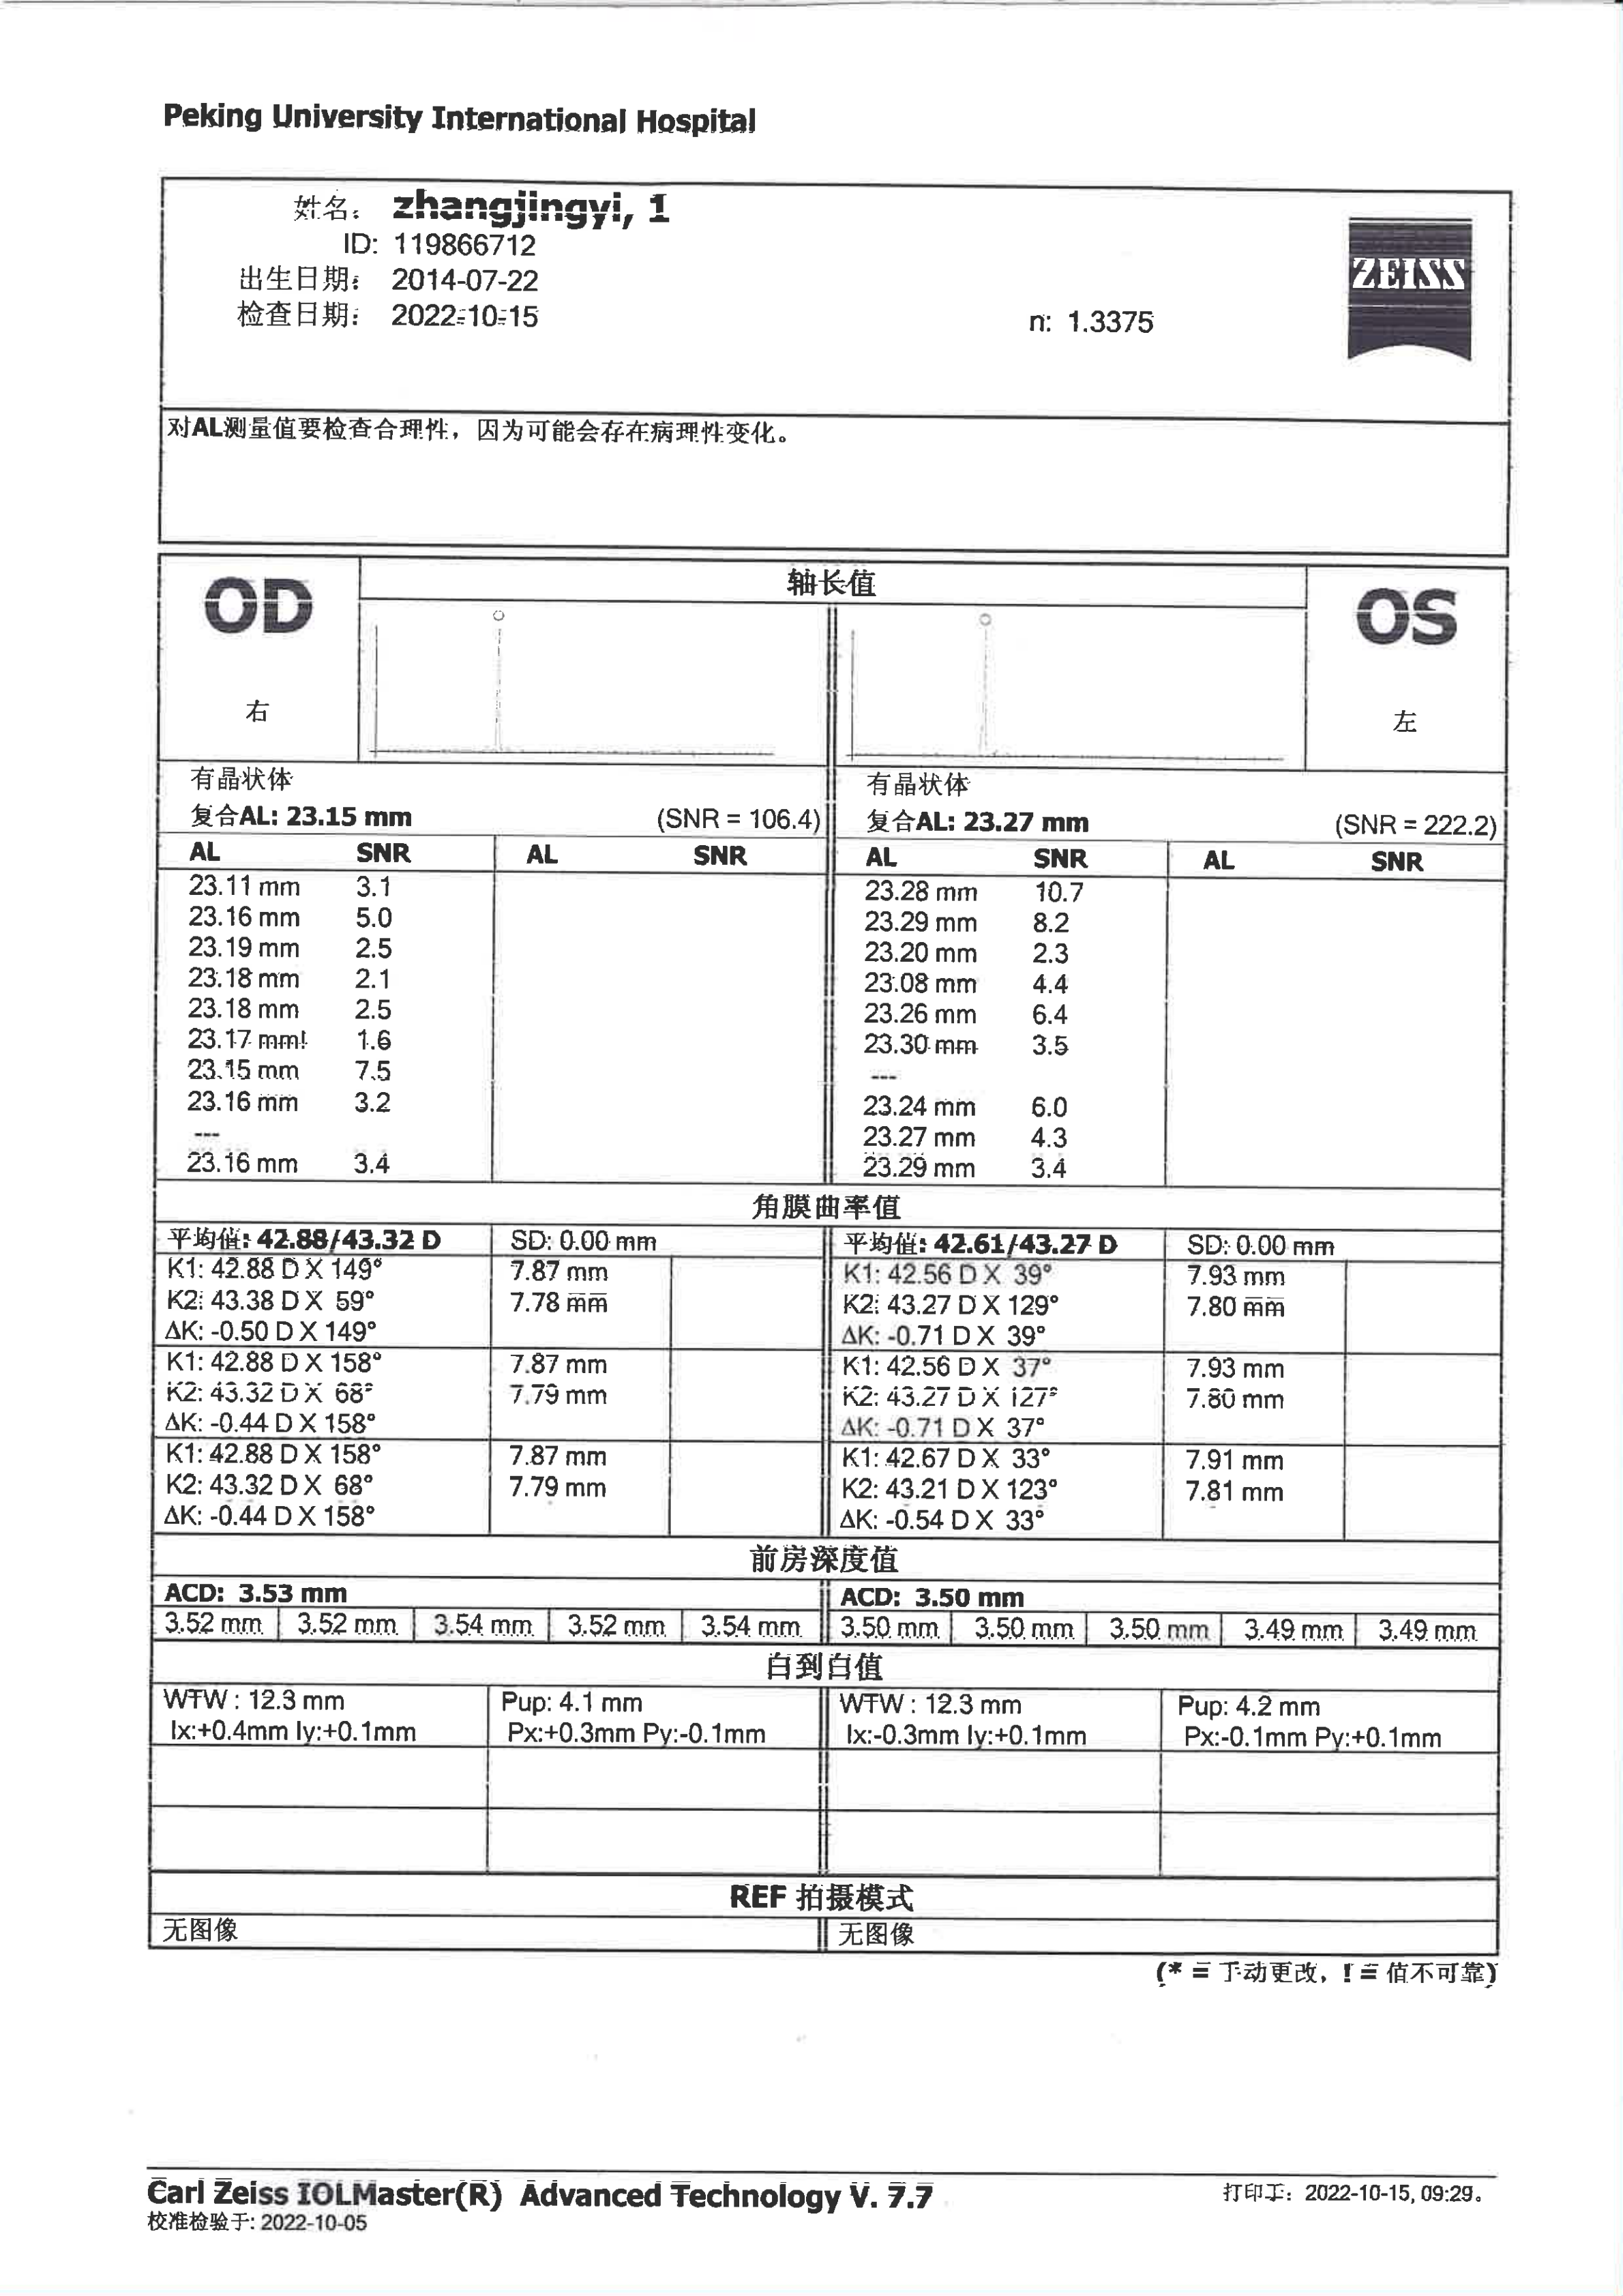 Peking University International Hospital
姓名: zhangjingyi, 1
ID: 119866712
出生日期: 2014-07-22
检查日期: 2022-10-15
n: 1.3375
ZEISS
对AL测量值要检查合理性，因为可能会存在病理性变化。
OD
右
轴长值
OS
左
有晶状体
复合AL: 23.15 mm (SNR = 106.4)
AL SNR AL SNR
23.11 mm 3.1
23.16 mm 5.0
23.19 mm 2.5
23.18 mm 2.1
23.18 mm 2.5
23.17 mm! 1.6
23.15 mm 7.5
23.16 mm 3.2
---
23.16 mm 3.4
有晶状体
复合AL: 23.27 mm (SNR = 222.2)
AL SNR AL SNR
23.28 mm 10.7
23.29 mm 8.2
23.20 mm 2.3
23.08 mm 4.4
23.26 mm 6.4
23.30 mm 3.5
---
23.24 mm 6.0
23.27 mm 4.3
23.29 mm 3.4
角膜曲率值
平均值: 42.88/43.32 D SD: 0.00 mm
K1: 42.88 D X 149° 7.87 mm
K2: 43.38 D X 59° 7.78 mm
ΔK: -0.50 D X 149°
K1: 42.88 D X 158° 7.87 mm
K2: 43.32 D X 68° 7.79 mm
ΔK: -0.44 D X 158°
K1: 42.88 D X 158° 7.87 mm
K2: 43.32 D X 68° 7.79 mm
ΔK: -0.44 D X 158°
平均值: 42.61/43.27 D SD: 0.00 mm
K1: 42.56 D X 39° 7.93 mm
K2: 43.27 D X 129° 7.80 mm
ΔK: -0.71 D X 39°
K1: 42.56 D X 37° 7.93 mm
K2: 43.27 D X 127° 7.80 mm
ΔK: -0.71 D X 37°
K1: 42.67 D X 33° 7.91 mm
K2: 43.21 D X 123° 7.81 mm
ΔK: -0.54 D X 33°
前房深度值
ACD: 3.53 mm
3.52 mm 3.52 mm 3.54 mm 3.52 mm 3.54 mm
ACD: 3.50 mm
3.50 mm 3.50 mm 3.50 mm 3.49 mm 3.49 mm
白到白值
WTW : 12.3 mm Pup: 4.1 mm
Ix:+0.4mm Iy:+0.1mm Px:+0.3mm Py:-0.1mm
WTW : 12.3 mm Pup: 4.2 mm
Ix:-0.3mm Iy:+0.1mm Px:-0.1mm Py:+0.1mm
REF 拍摄模式
无图像
无图像
(* = 手动更改, ! = 值不可靠)
Carl Zeiss IOLMaster(R) Advanced Technology V. 7.7
校准检验于: 2022-10-05
打印于: 2022-10-15, 09:29。